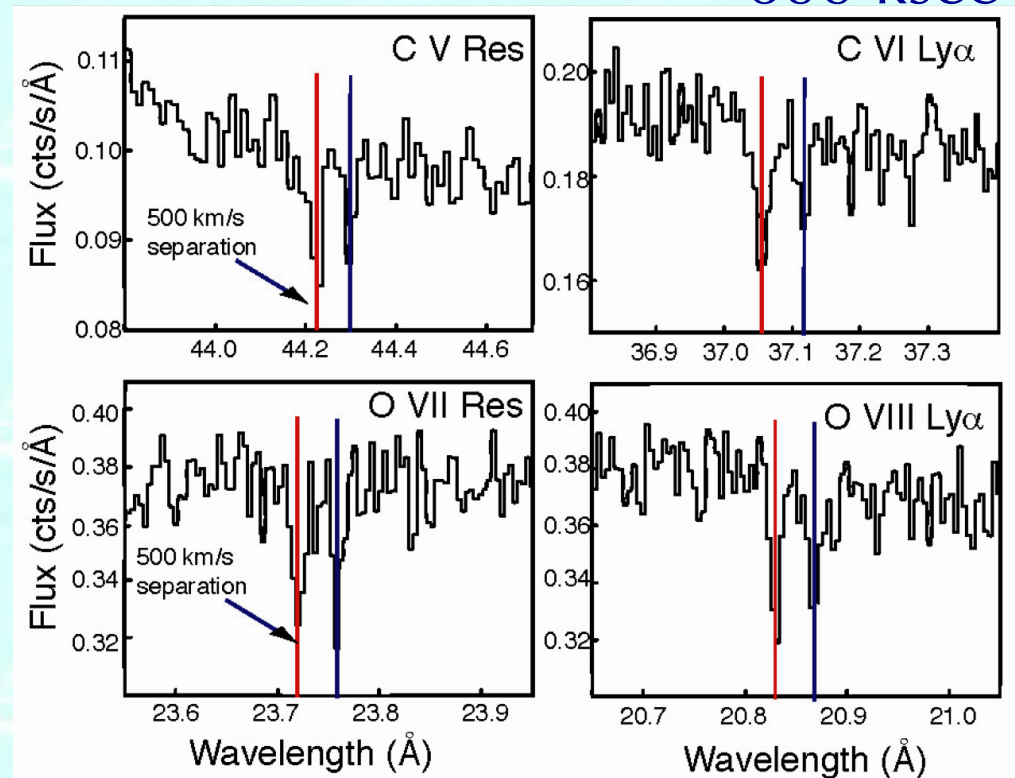 C V Res
0.11
0.10
0.09
0.08
Flux (cts/s/Å)
500 km/s
separation
44.0 44.2 44.4 44.6
C VI Lyα
0.20
0.18
0.16
36.9 37.0 37.1 37.2 37.3
O VII Res
0.40
0.38
0.36
0.34
0.32
Flux (cts/s/Å)
500 km/s
separation
23.6 23.7 23.8 23.9
Wavelength (Å)
O VIII Lyα
0.40
0.38
0.36
0.34
0.32
20.7 20.8 20.9 21.0
Wavelength (Å)